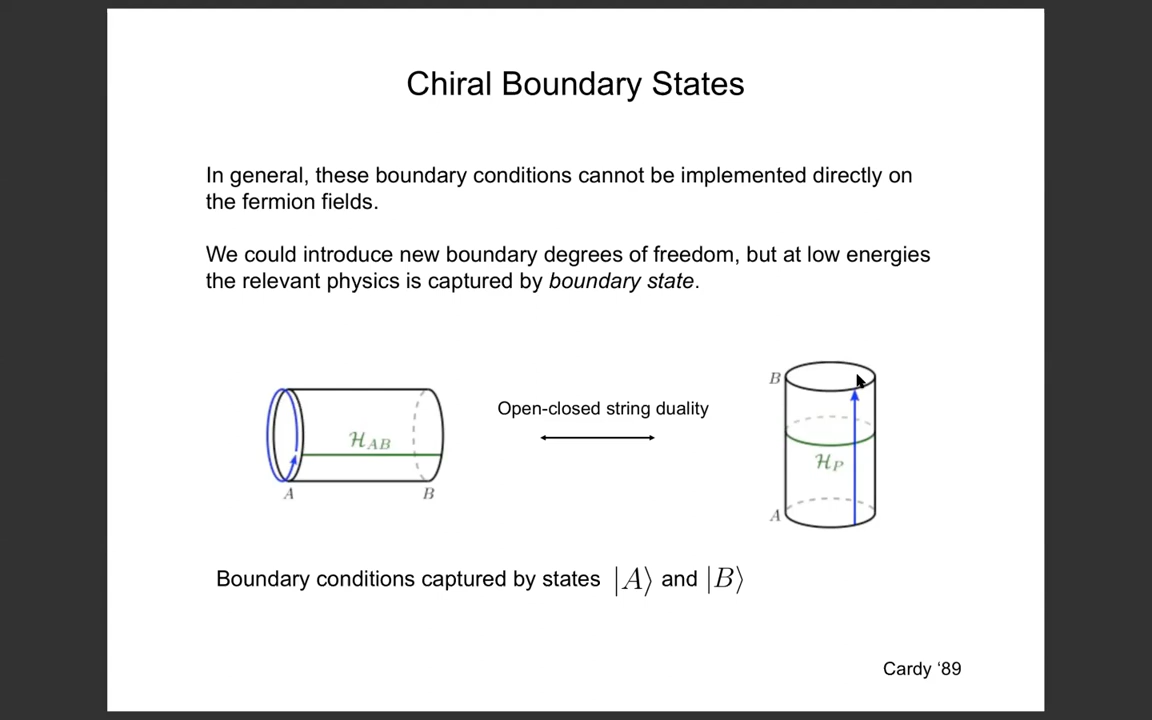 Chiral Boundary States
In general, these boundary conditions cannot be implemented directly on
the fermion fields.
We could introduce new boundary degrees of freedom, but at low energies
the relevant physics is captured by boundary state.
Open-closed string duality
B
ℋ_AB
ℋ_P
A
B
A
Boundary conditions captured by states |A⟩ and |B⟩
Cardy ‘89